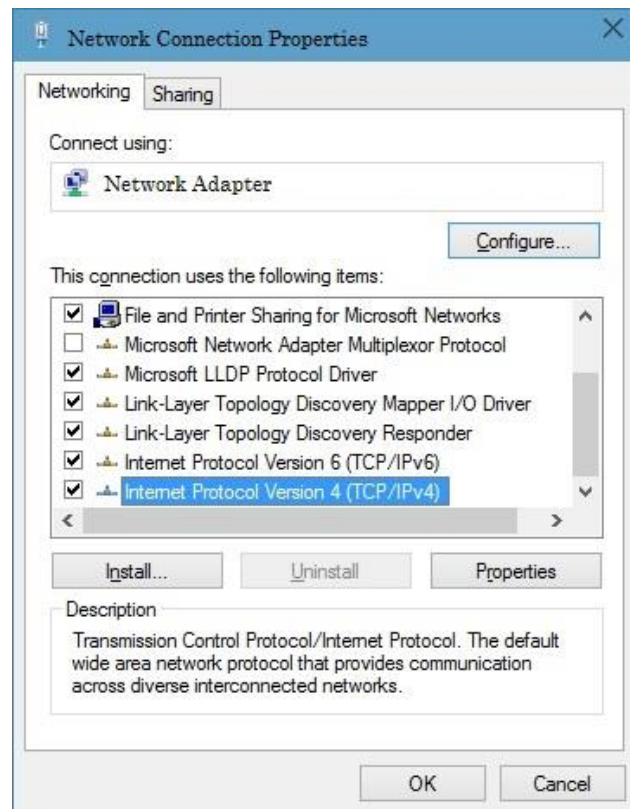 Network Connection Properties
Networking
Sharing
Connect using:
Network Adapter
Configure...
This connection uses the following items:
File and Printer Sharing for Microsoft Networks
Microsoft Network Adapter Multiplexor Protocol
Microsoft LLDP Protocol Driver
Link-Layer Topology Discovery Mapper I/O Driver
Link-Layer Topology Discovery Responder
Internet Protocol Version 6 (TCP/IPv6)
Internet Protocol Version 4 (TCP/IPv4)
Install...
Uninstall
Properties
Description
Transmission Control Protocol/Internet Protocol. The default
wide area network protocol that provides communication
across diverse interconnected networks.
OK
Cancel